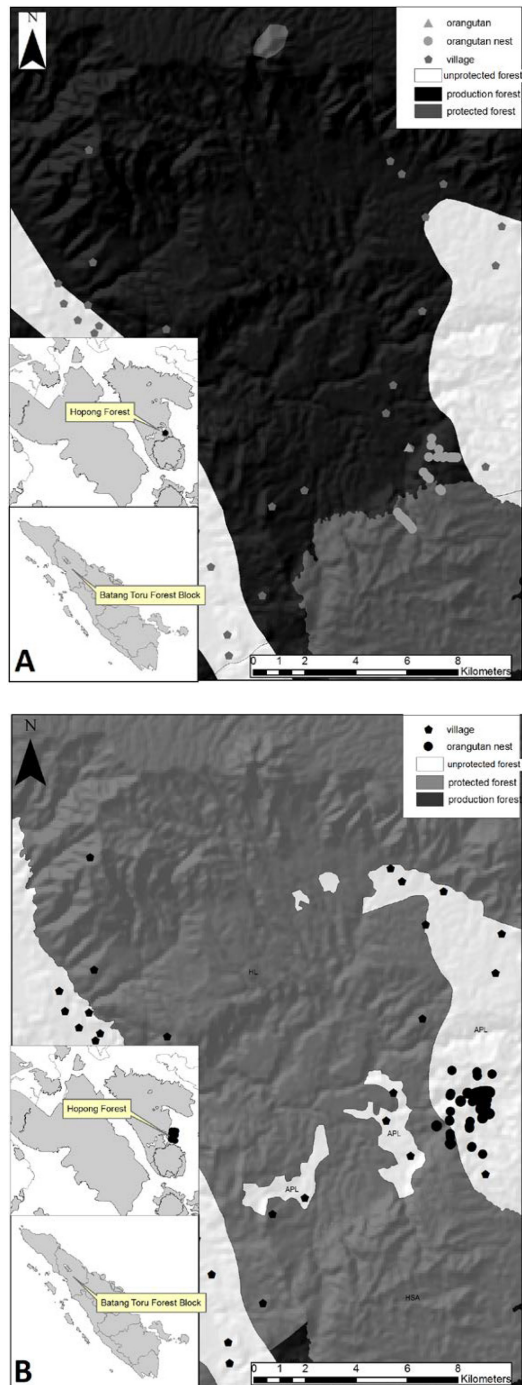 N
orangutan
orangutan nest
village
unprotected forest
production forest
protected forest
Hopong Forest
Batang Toru Forest Block
A
0 1 2 4 6 8
Kilometers
N
village
orangutan nest
unprotected forest
protected forest
production forest
HL
APL
APL
APL
HSA
Hopong Forest
Batang Toru Forest Block
B
0 1 2 4 6 8
Kilometers